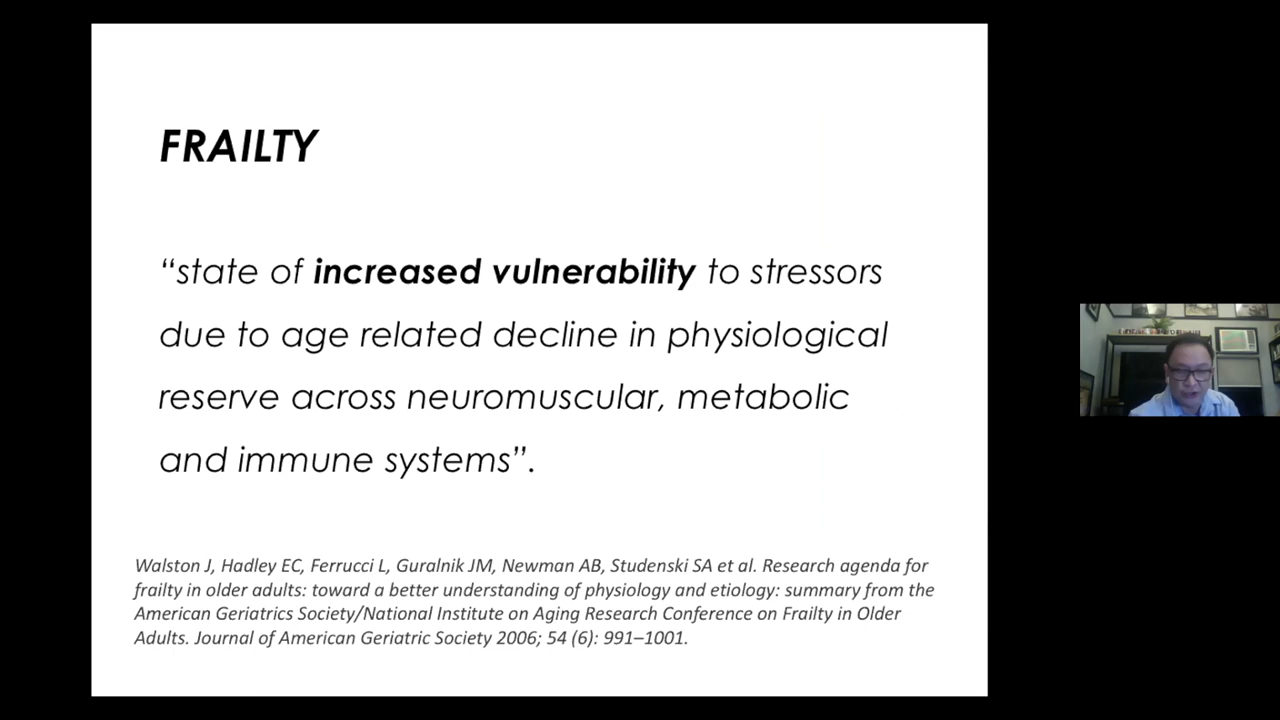 FRAILTY
“state of increased vulnerability to stressors
due to age related decline in physiological
reserve across neuromuscular, metabolic
and immune systems”.
Walston J, Hadley EC, Ferrucci L, Guralnik JM, Newman AB, Studenski SA et al. Research agenda for
frailty in older adults: toward a better understanding of physiology and etiology: summary from the
American Geriatrics Society/National Institute on Aging Research Conference on Frailty in Older
Adults. Journal of American Geriatric Society 2006; 54 (6): 991–1001.